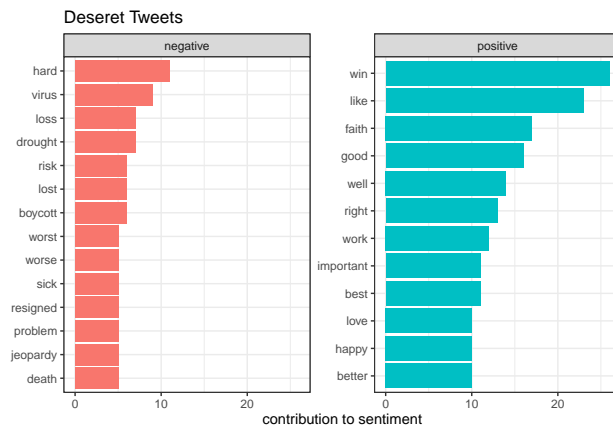 Deseret Tweets
negative
hard
virus
loss
drought
risk
lost
boycott
worst
worse
sick
resigned
problem
jeopardy
death
0 10 20
positive
win
like
faith
good
well
right
work
important
best
love
happy
better
0 10 20
contribution to sentiment